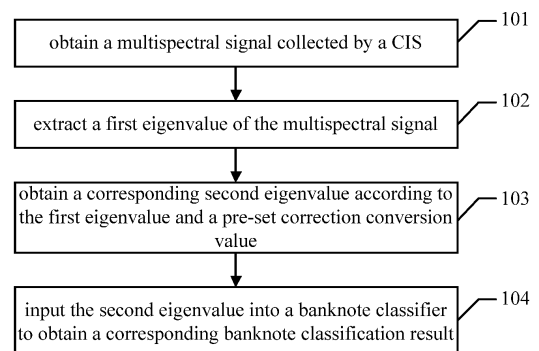 101
obtain a multispectral signal collected by a CIS
102
extract a first eigenvalue of the multispectral signal
103
obtain a corresponding second eigenvalue according to
the first eigenvalue and a pre-set correction conversion
value
104
input the second eigenvalue into a banknote classifier
to obtain a corresponding banknote classification result